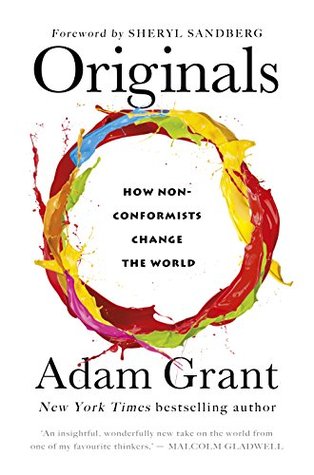 Foreword by SHERYL SANDBERG
Originals
HOW NON-
CONFORMISTS
CHANGE
THE WORLD
Adam Grant
New York Times bestselling author
‘An insightful, wonderfully new take on the world from
one of my favourite thinkers.’ — MALCOLM GLADWELL